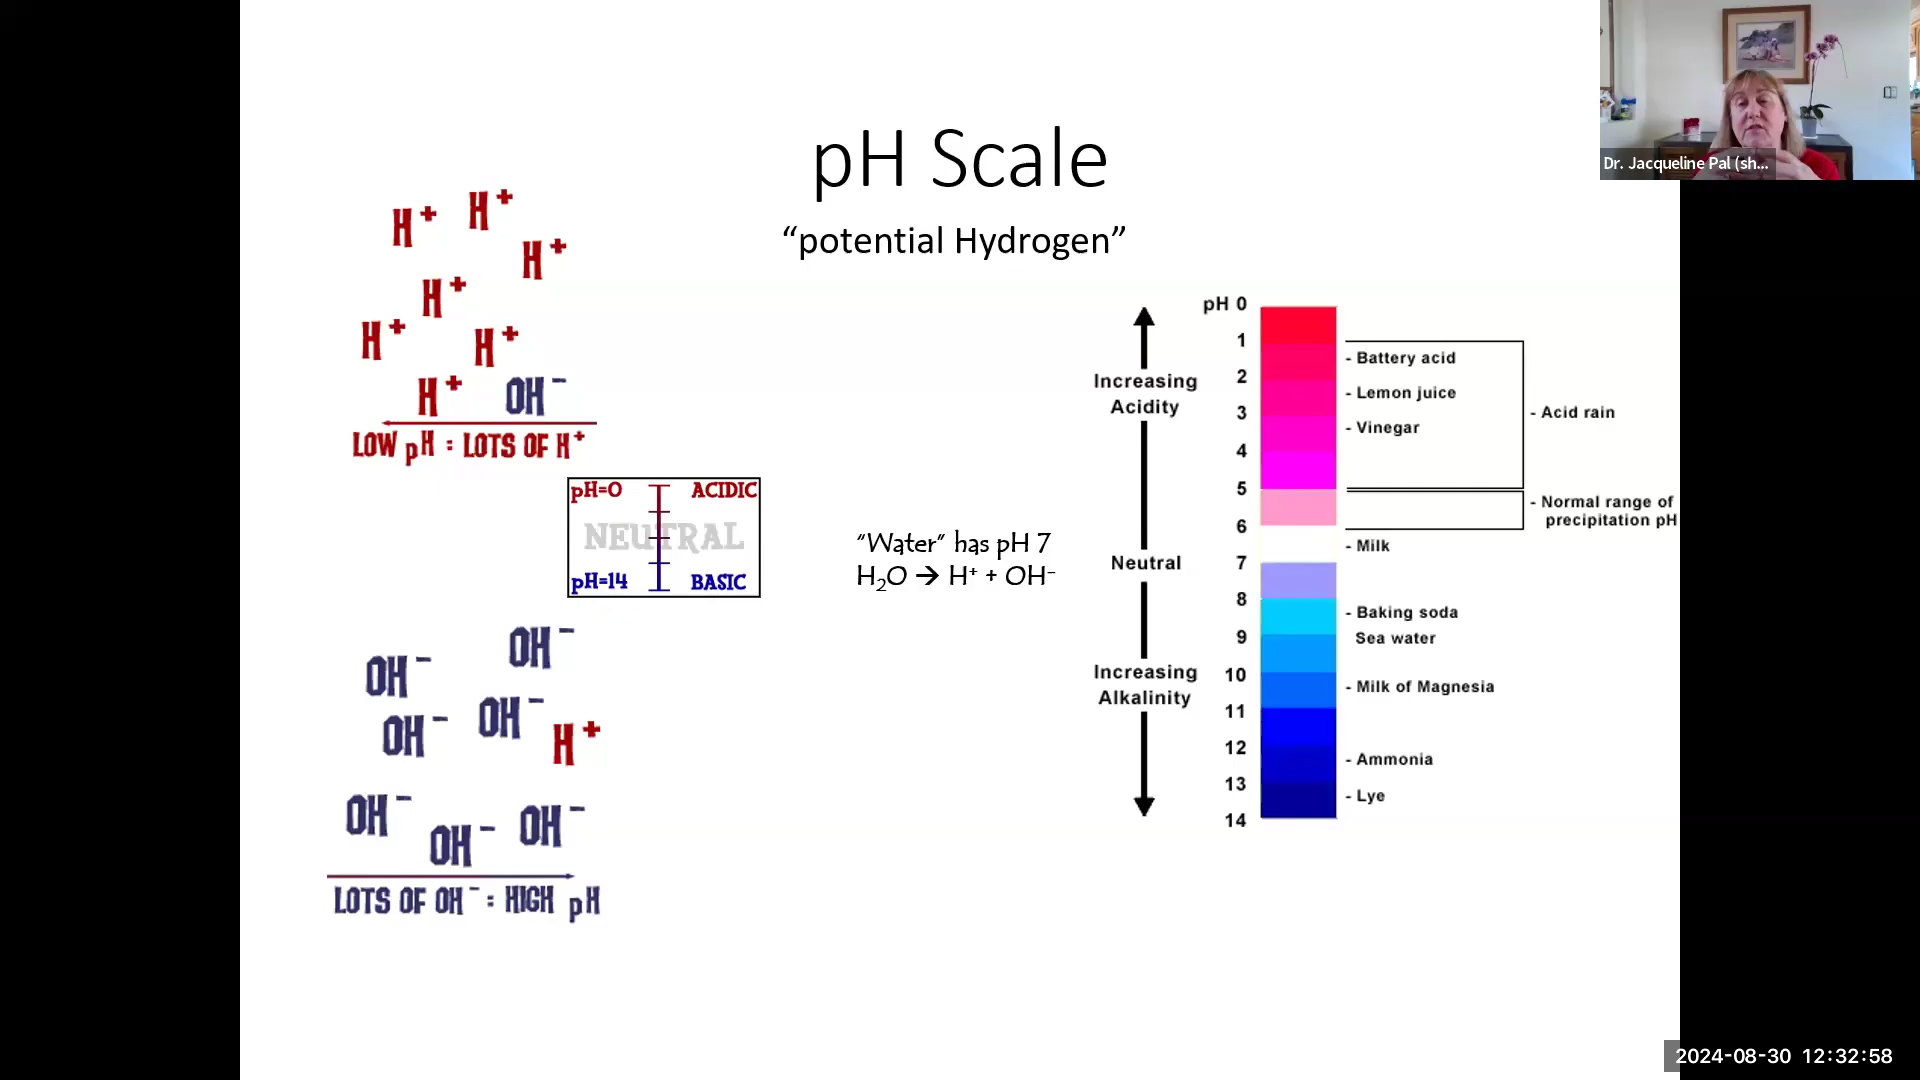 pH Scale
“potential Hydrogen”
Dr. Jacqueline Pal (sh...
H⁺ H⁺
H⁺
H⁺
H⁺ H⁺
H⁺ OH⁻
LOW pH : LOTS OF H⁺
pH=0 ACIDIC
NEUTRAL
pH=14 BASIC
OH⁻ OH⁻
OH⁻ OH⁻ H⁺
OH⁻ OH⁻ OH⁻
LOTS OF OH⁻ : HIGH pH
“Water” has pH 7
H₂O → H⁺ + OH⁻
Increasing
Acidity
Neutral
Increasing
Alkalinity
pH 0
1
2
3
4
5
6
7
8
9
10
11
12
13
14
- Battery acid
- Lemon juice
- Vinegar
- Acid rain
- Normal range of
precipitation pH
- Milk
- Baking soda
Sea water
- Milk of Magnesia
- Ammonia
- Lye
2024-08-30 12:32:58